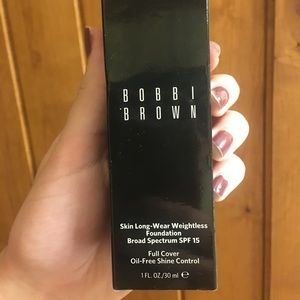 BOBBI
BROWN
Skin Long-Wear Weightless
Foundation
Broad Spectrum SPF 15
Full Cover
Oil-Free Shine Control
1 FL. OZ./30 ml ℮